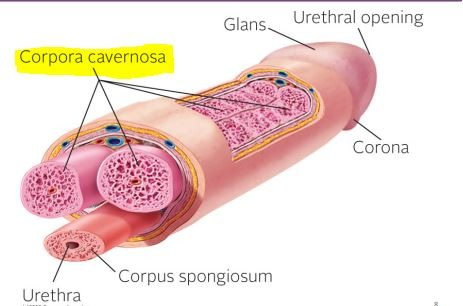 Urethral opening
Glans
Corpora cavernosa
Corona
Corpus spongiosum
Urethra